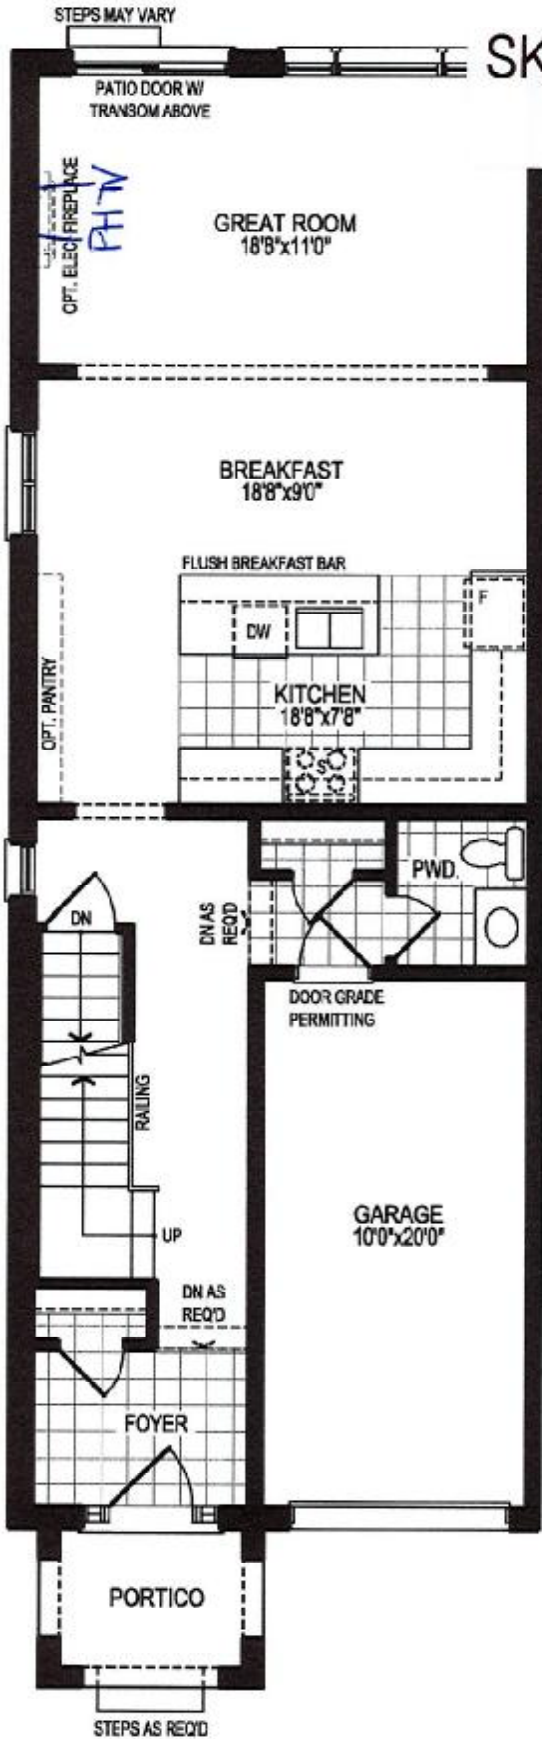 STEPS MAY VARY
SK
PATIO DOOR W/
TRANSOM ABOVE
OPT. ELEC. FIREPLACE
PH TV
GREAT ROOM
18'8"x11'0"
BREAKFAST
18'8"x9'0"
FLUSH BREAKFAST BAR
F
DW
OPT. PANTRY
KITCHEN
18'8"x7'8"
S
PWD.
DN
DN AS
REQ'D
DOOR GRADE
PERMITTING
RAILING
GARAGE
10'0"x20'0"
UP
DN AS
REQ'D
FOYER
PORTICO
STEPS AS REQ'D